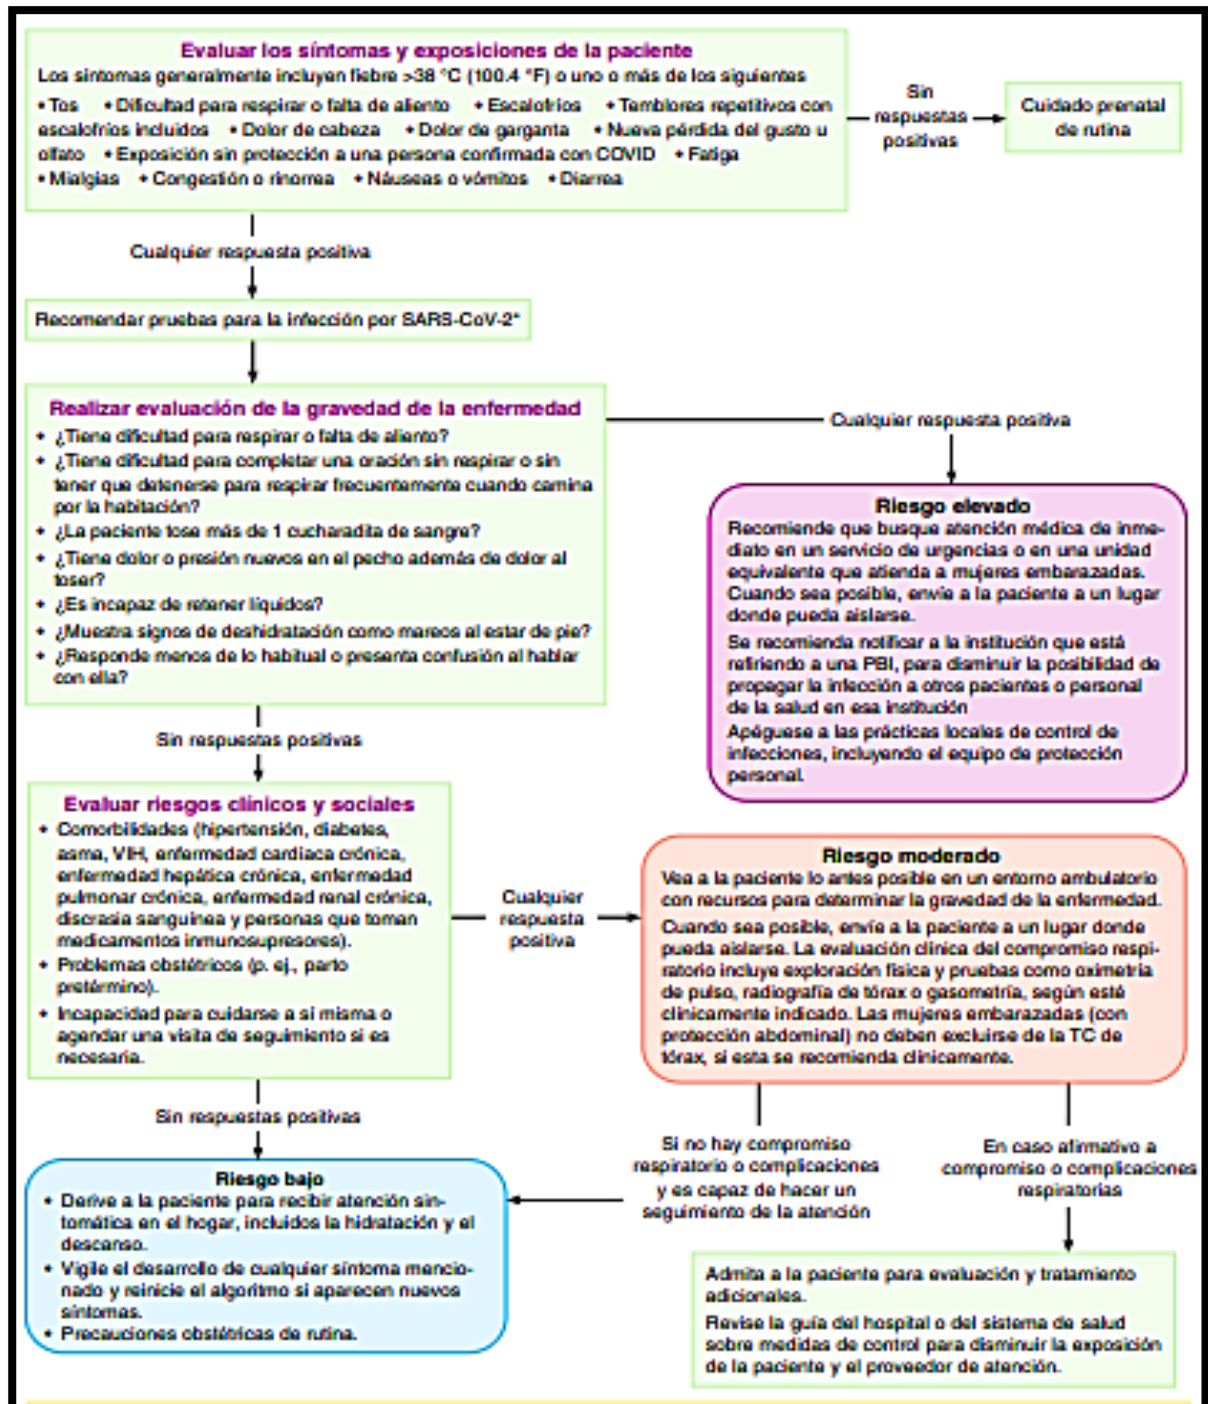 Evaluar los síntomas y exposiciones de la paciente
Los síntomas generalmente incluyen fiebre >38 °C (100.4 °F) o uno o más de los siguientes
• Tos • Dificultad para respirar o falta de aliento • Escalofríos • Temblores repetitivos con
escalofríos incluidos • Dolor de cabeza • Dolor de garganta • Nueva pérdida del gusto u
olfato • Exposición sin protección a una persona confirmada con COVID • Fatiga
• Mialgias • Congestión o rinorrea • Náuseas o vómitos • Diarrea
Sin
respuestas
positivas
Cuidado prenatal
de rutina
Cualquier respuesta positiva
Recomendar pruebas para la infección por SARS-CoV-2*
Realizar evaluación de la gravedad de la enfermedad
• ¿Tiene dificultad para respirar o falta de aliento?
• ¿Tiene dificultad para completar una oración sin respirar o sin
tener que detenerse para respirar frecuentemente cuando camina
por la habitación?
• ¿La paciente tose más de 1 cucharadita de sangre?
• ¿Tiene dolor o presión nuevos en el pecho además de dolor al
toser?
• ¿Es incapaz de retener líquidos?
• ¿Muestra signos de deshidratación como mareos al estar de pie?
• ¿Responde menos de lo habitual o presenta confusión al hablar
con ella?
Cualquier respuesta positiva
Riesgo elevado
Recomiende que busque atención médica de inme-
diato en un servicio de urgencias o en una unidad
equivalente que atienda a mujeres embarazadas.
Cuando sea posible, envíe a la paciente a un lugar
donde pueda aislarse.
Se recomienda notificar a la institución que está
refiriendo a una PBI, para disminuir la posibilidad de
propagar la infección a otros pacientes o personal
de la salud en esa institución
Apéguese a las prácticas locales de control de
infecciones, incluyendo el equipo de protección
personal.
Sin respuestas positivas
Evaluar riesgos clínicos y sociales
• Comorbilidades (hipertensión, diabetes,
asma, VIH, enfermedad cardiaca crónica,
enfermedad hepática crónica, enfermedad
pulmonar crónica, enfermedad renal crónica,
discrasia sanguínea y personas que toman
medicamentos inmunosupresores).
• Problemas obstétricos (p. ej., parto
pretérmino).
• Incapacidad para cuidarse a sí misma o
agendar una visita de seguimiento si es
necesaria.
Cualquier
respuesta
positiva
Riesgo moderado
Vea a la paciente lo antes posible en un entorno ambulatorio
con recursos para determinar la gravedad de la enfermedad.
Cuando sea posible, envíe a la paciente a un lugar donde
pueda aislarse. La evaluación clínica del compromiso respi-
ratorio incluye exploración física y pruebas como oximetría
de pulso, radiografía de tórax o gasometría, según esté
clínicamente indicado. Las mujeres embarazadas (con
protección abdominal) no deben excluirse de la TC de
tórax, si esta se recomienda clínicamente.
Sin respuestas positivas
Si no hay compromiso
respiratorio o complicaciones
y es capaz de hacer un
seguimiento de la atención
En caso afirmativo a
compromiso o complicaciones
respiratorias
Riesgo bajo
• Derive a la paciente para recibir atención sin-
tomática en el hogar, incluidos la hidratación y el
descanso.
• Vigile el desarrollo de cualquier síntoma mencio-
nado y reinicie el algoritmo si aparecen nuevos
síntomas.
• Precauciones obstétricas de rutina.
Admita a la paciente para evaluación y tratamiento
adicionales.
Revise la guía del hospital o del sistema de salud
sobre medidas de control para disminuir la exposición
de la paciente y el proveedor de atención.